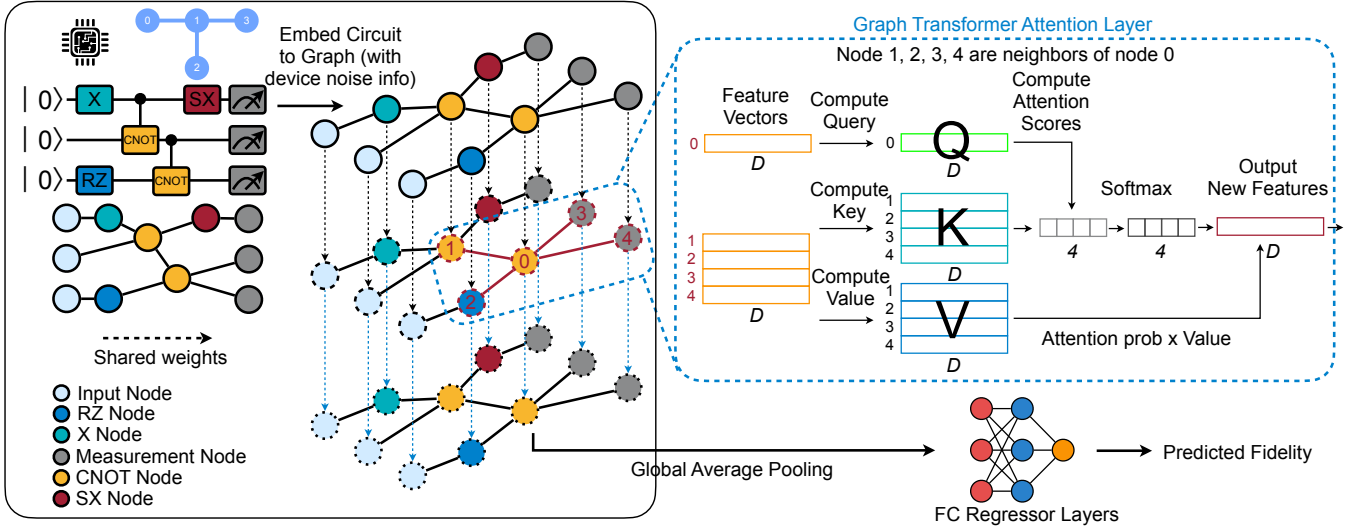 0
1
3
2
Embed Circuit
to Graph (with
device noise info)
| 0⟩
X
SX
| 0⟩
CNOT
| 0⟩
RZ
CNOT
Shared weights
Input Node
RZ Node
X Node
Measurement Node
CNOT Node
SX Node
1
0
2
3
4
Graph Transformer Attention Layer
Node 1, 2, 3, 4 are neighbors of node 0
Feature
Vectors
Compute
Query
Compute
Attention
Scores
0
D
0
Q
D
Compute
Key
1
2
3
4
K
D
Softmax
4
4
Output
New Features
D
1
2
3
4
D
Compute
Value
1
2
3
4
V
D
Attention prob x Value
Global Average Pooling
FC Regressor Layers
Predicted Fidelity